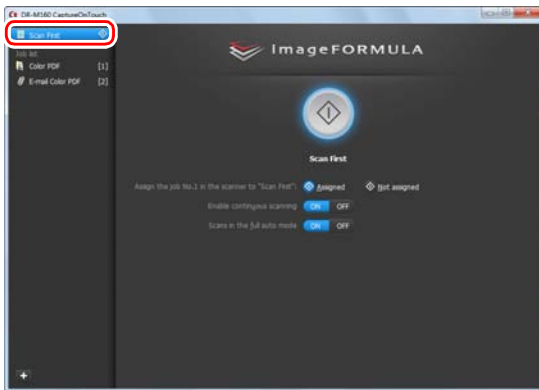 DR-M160 CaptureOnTouch
Scan First
Job list
Color PDF [1]
E-mail Color PDF [2]
imageFORMULA
Scan First
Assign the job No.1 in the scanner to "Scan First": Assigned Not assigned
Enable continuous scanning ON OFF
Scans in the full auto mode ON OFF